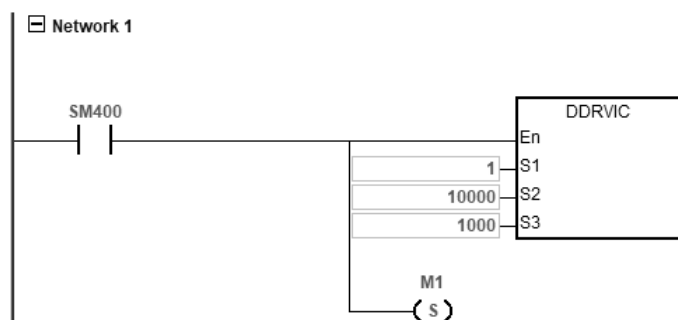 Network 1
SM400
DDRVIC
En
1 S1
10000 S2
1000 S3
M1
S